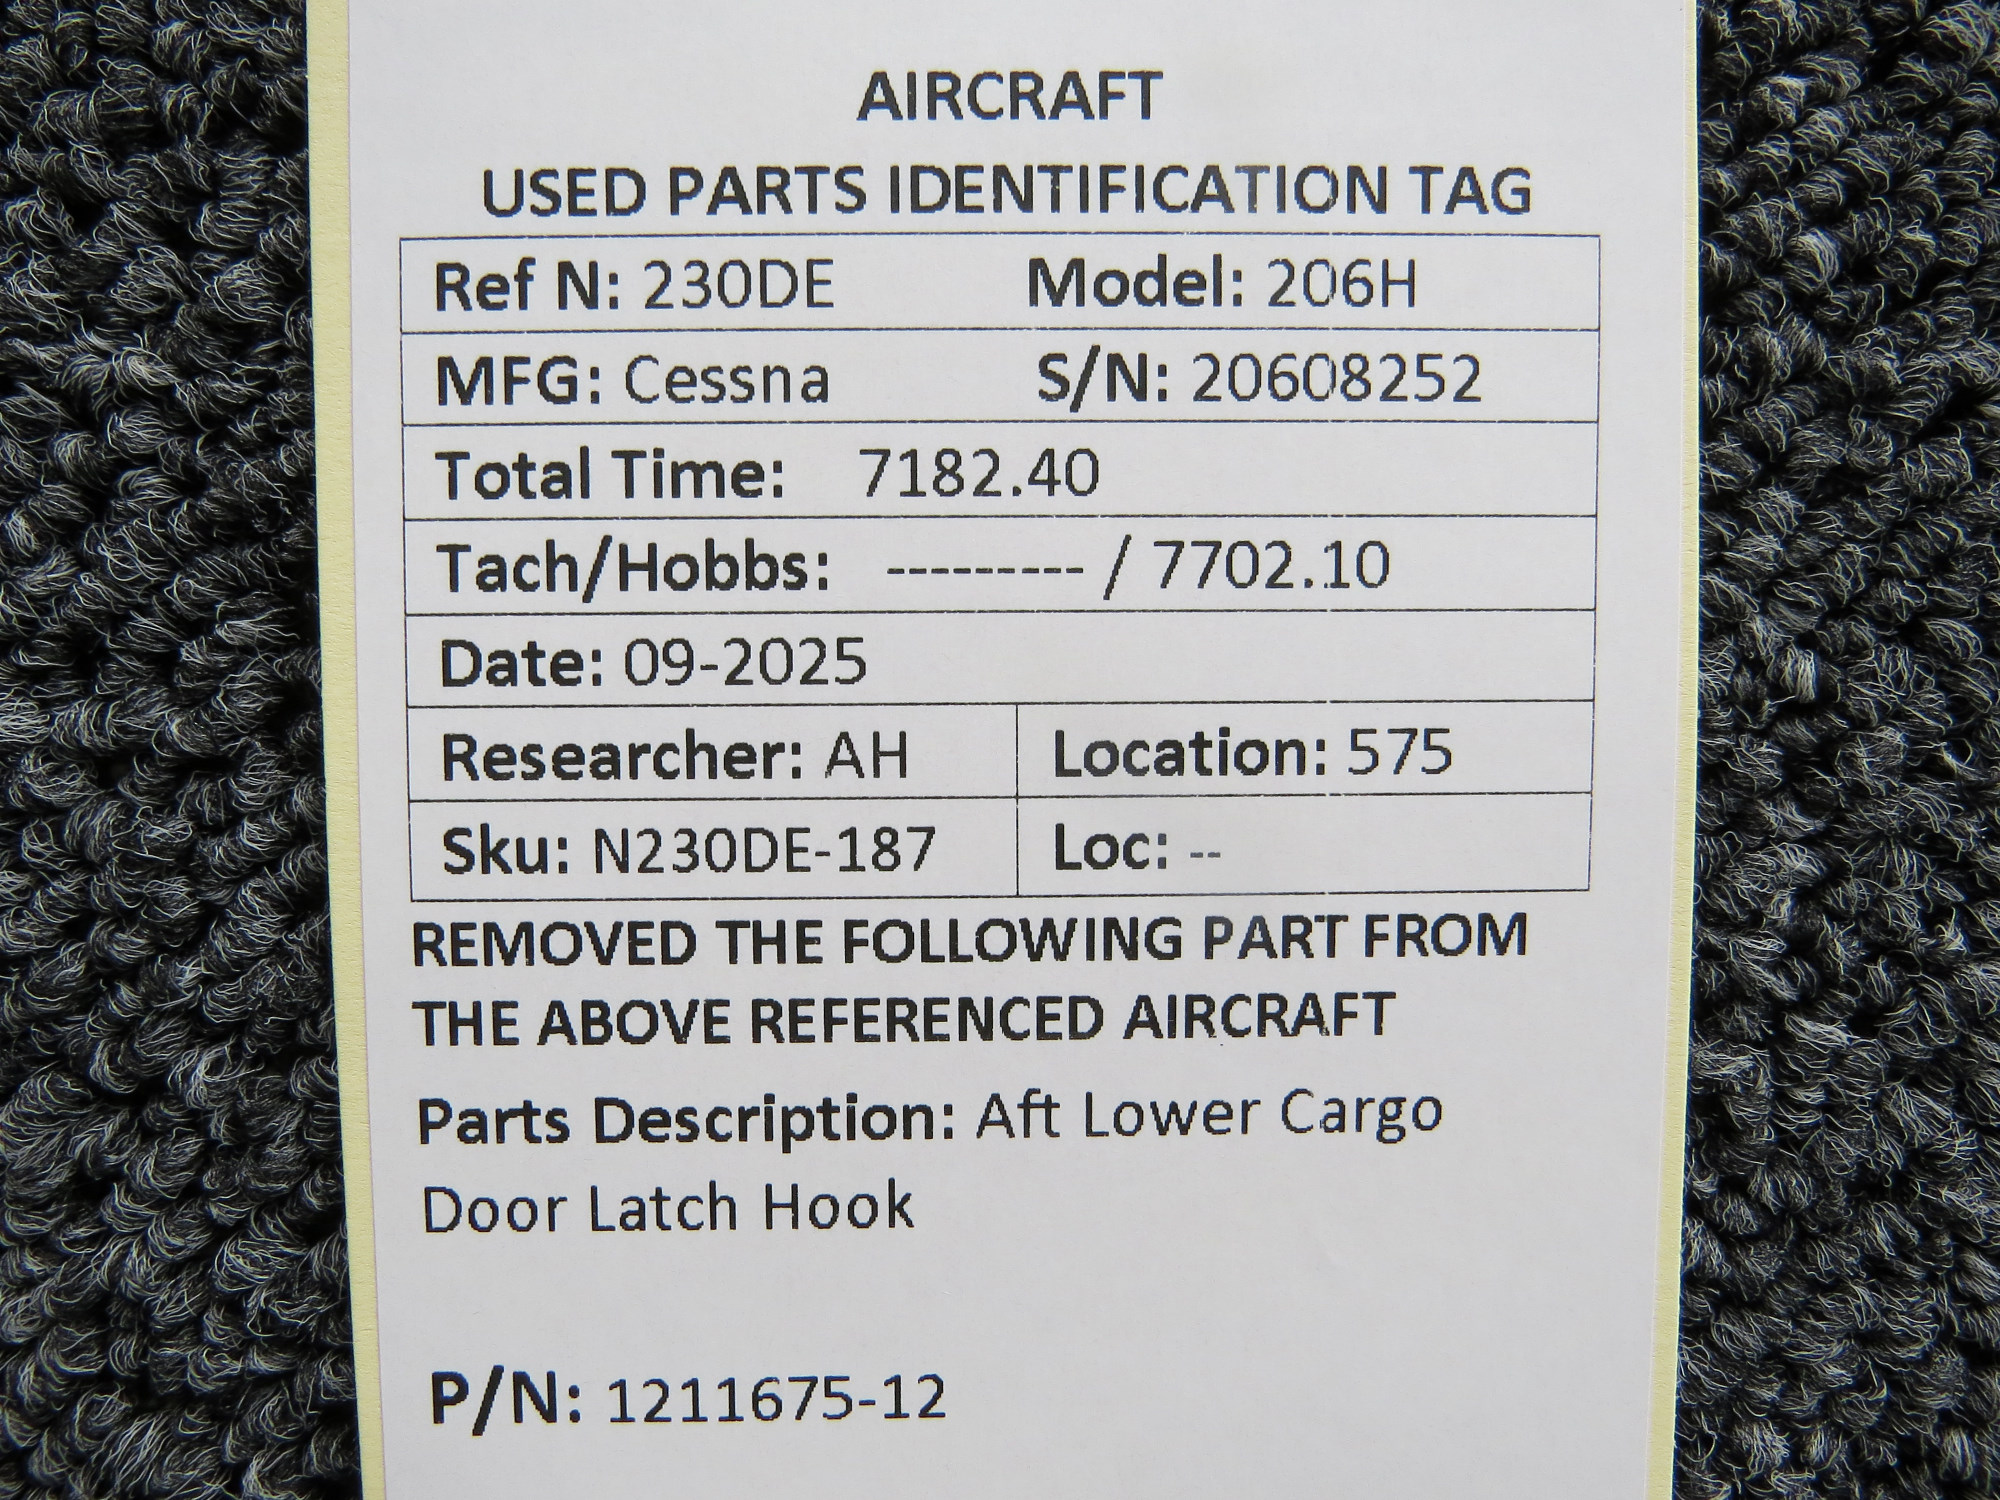 AIRCRAFT
USED PARTS IDENTIFICATION TAG
Ref N: 230DE Model: 206H
MFG: Cessna S/N: 20608252
Total Time: 7182.40
Tach/Hobbs: --------- / 7702.10
Date: 09-2025
Researcher: AH Location: 575
Sku: N230DE-187 Loc: --
REMOVED THE FOLLOWING PART FROM
THE ABOVE REFERENCED AIRCRAFT
Parts Description: Aft Lower Cargo
Door Latch Hook
P/N: 1211675-12